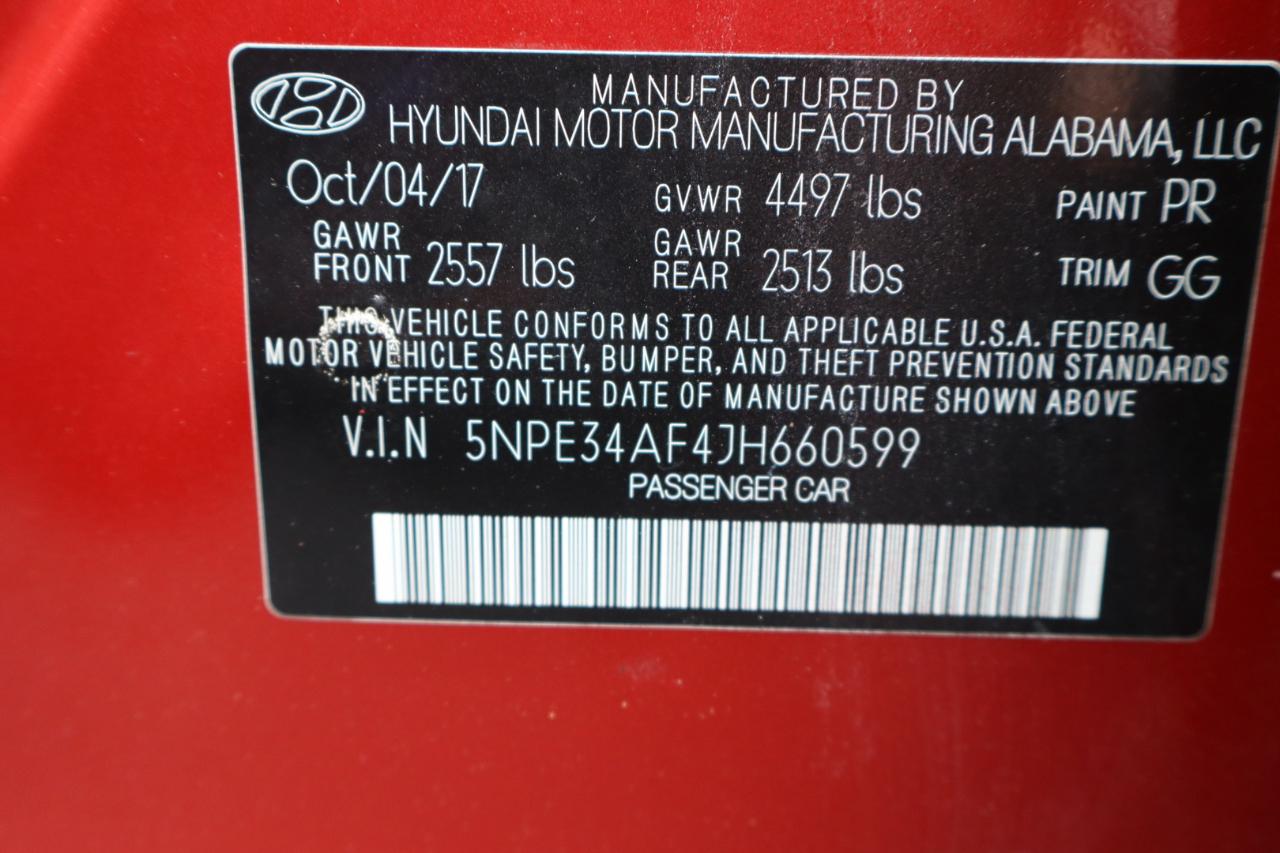 MANUFACTURED BY
HYUNDAI MOTOR MANUFACTURING ALABAMA, LLC
Oct/04/17 GVWR 4497 lbs PAINT PR
GAWR FRONT 2557 lbs GAWR REAR 2513 lbs TRIM GG
THIS VEHICLE CONFORMS TO ALL APPLICABLE U.S.A. FEDERAL
MOTOR VEHICLE SAFETY, BUMPER, AND THEFT PREVENTION STANDARDS
IN EFFECT ON THE DATE OF MANUFACTURE SHOWN ABOVE
V.I.N 5NPE34AF4JH660599
PASSENGER CAR